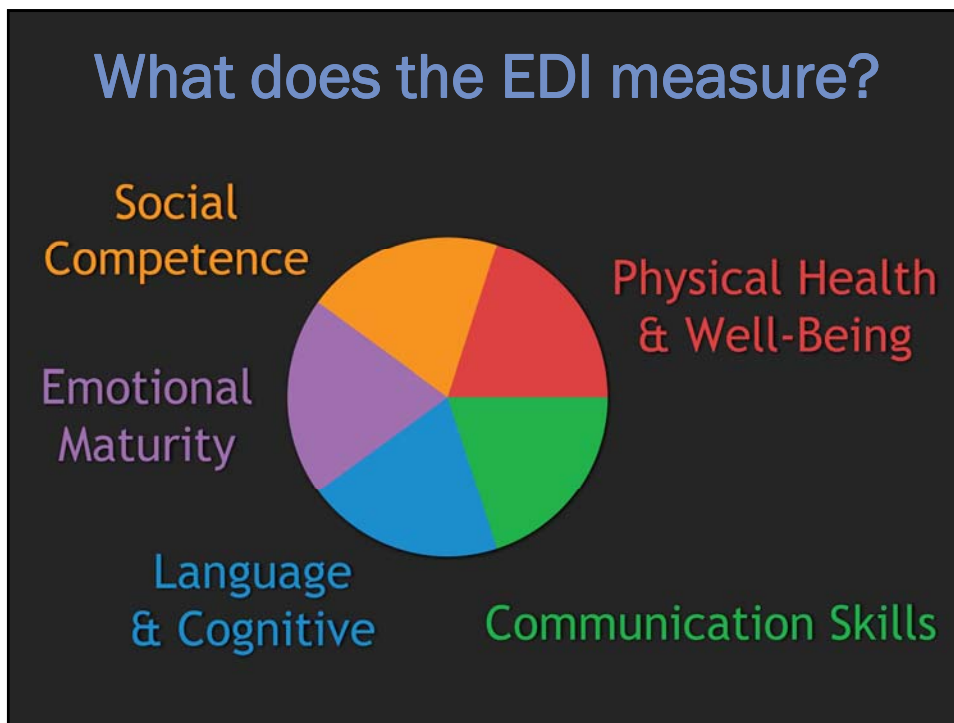 What does the EDI measure?
Social
Competence
Physical Health
& Well-Being
Emotional
Maturity
Language
& Cognitive
Communication Skills